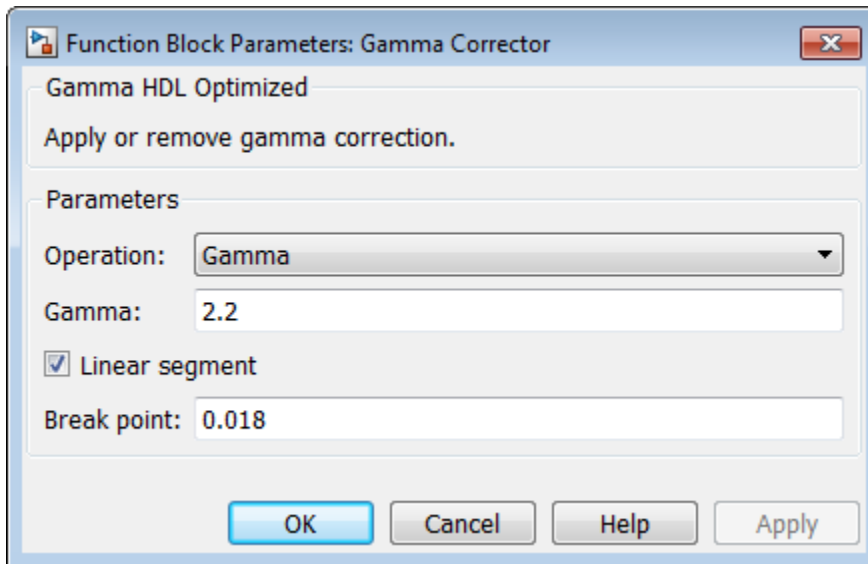 Function Block Parameters: Gamma Corrector
Gamma HDL Optimized
Apply or remove gamma correction.
Parameters
Operation: Gamma
Gamma: 2.2
Linear segment
Break point: 0.018
OK Cancel Help Apply